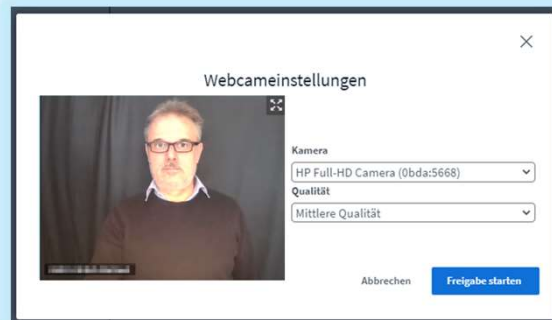 Webcameinstellungen
Kamera
HP Full-HD Camera (0bda:5668)
Qualität
Mittlere Qualität
Abbrechen
Freigabe starten